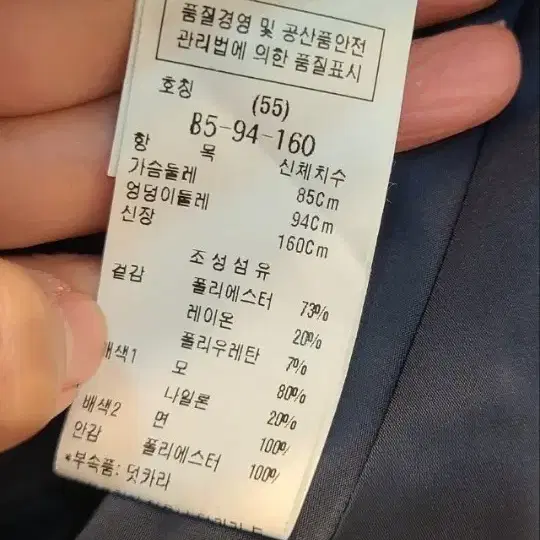 품질경영 및 공산품안전
관리법에 의한 품질표시
호칭 (55)
85-94-160
항 목 신체치수
가슴둘레 85Cm
엉덩이둘레 94Cm
신장 160Cm
조성섬유
겉감 폴리에스터 73%
레이온 20%
폴리우레탄 7%
배색1 모 80%
나일론 20%
배색2 면 100%
안감 폴리에스터 100%
*부속품: 덧카라